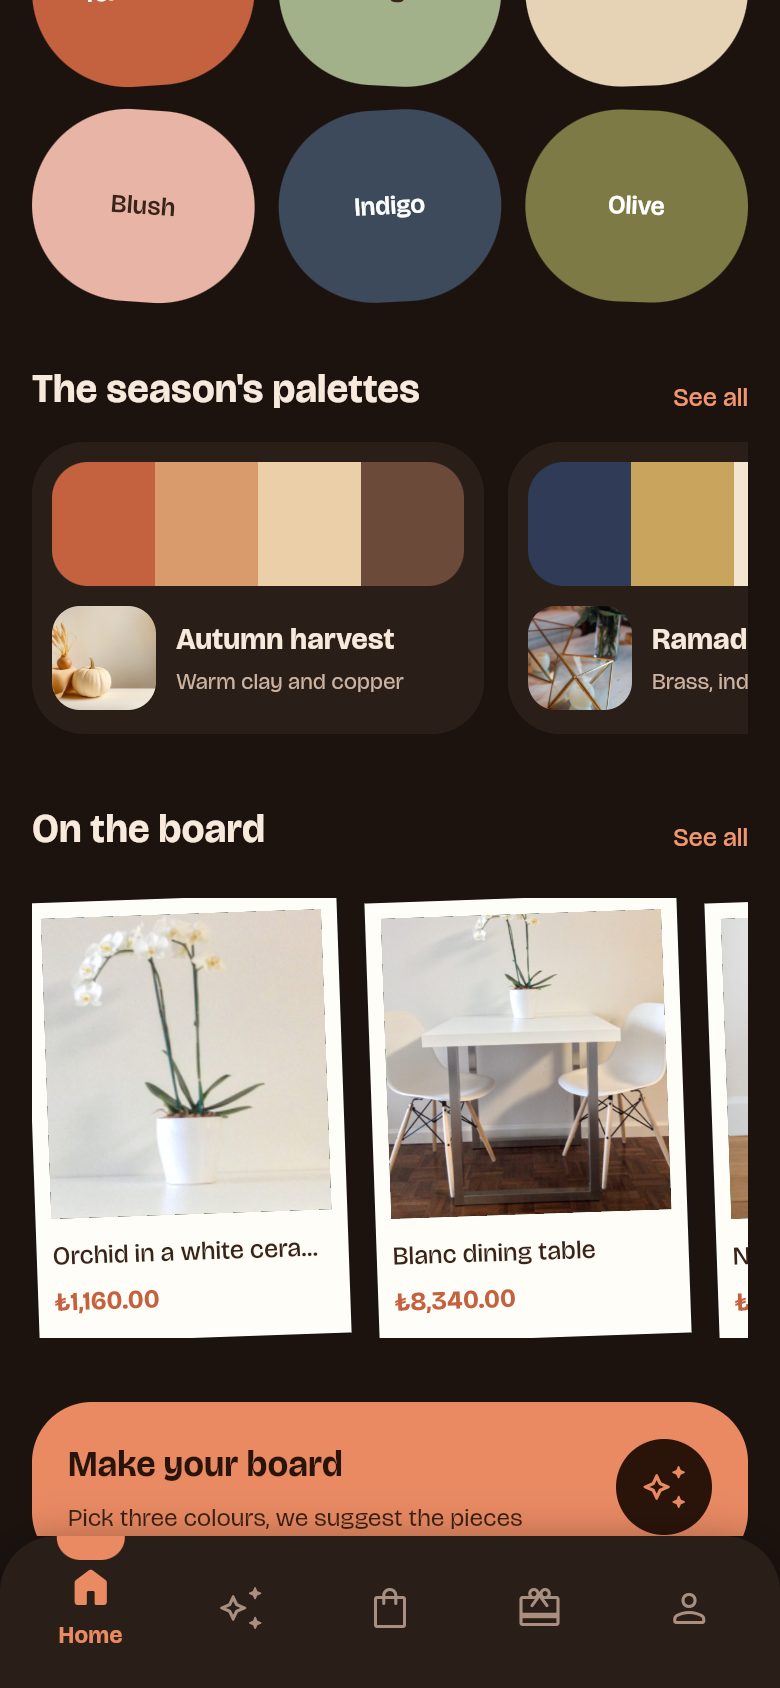 Blush
Indigo
Olive
The season's palettes
See all
Autumn harvest
Warm clay and copper
Ramad
Brass, ind
On the board
See all
Orchid in a white cera...
₺1,160.00
Blanc dining table
₺8,340.00
N
₺
Make your board
Pick three colours, we suggest the pieces
Home